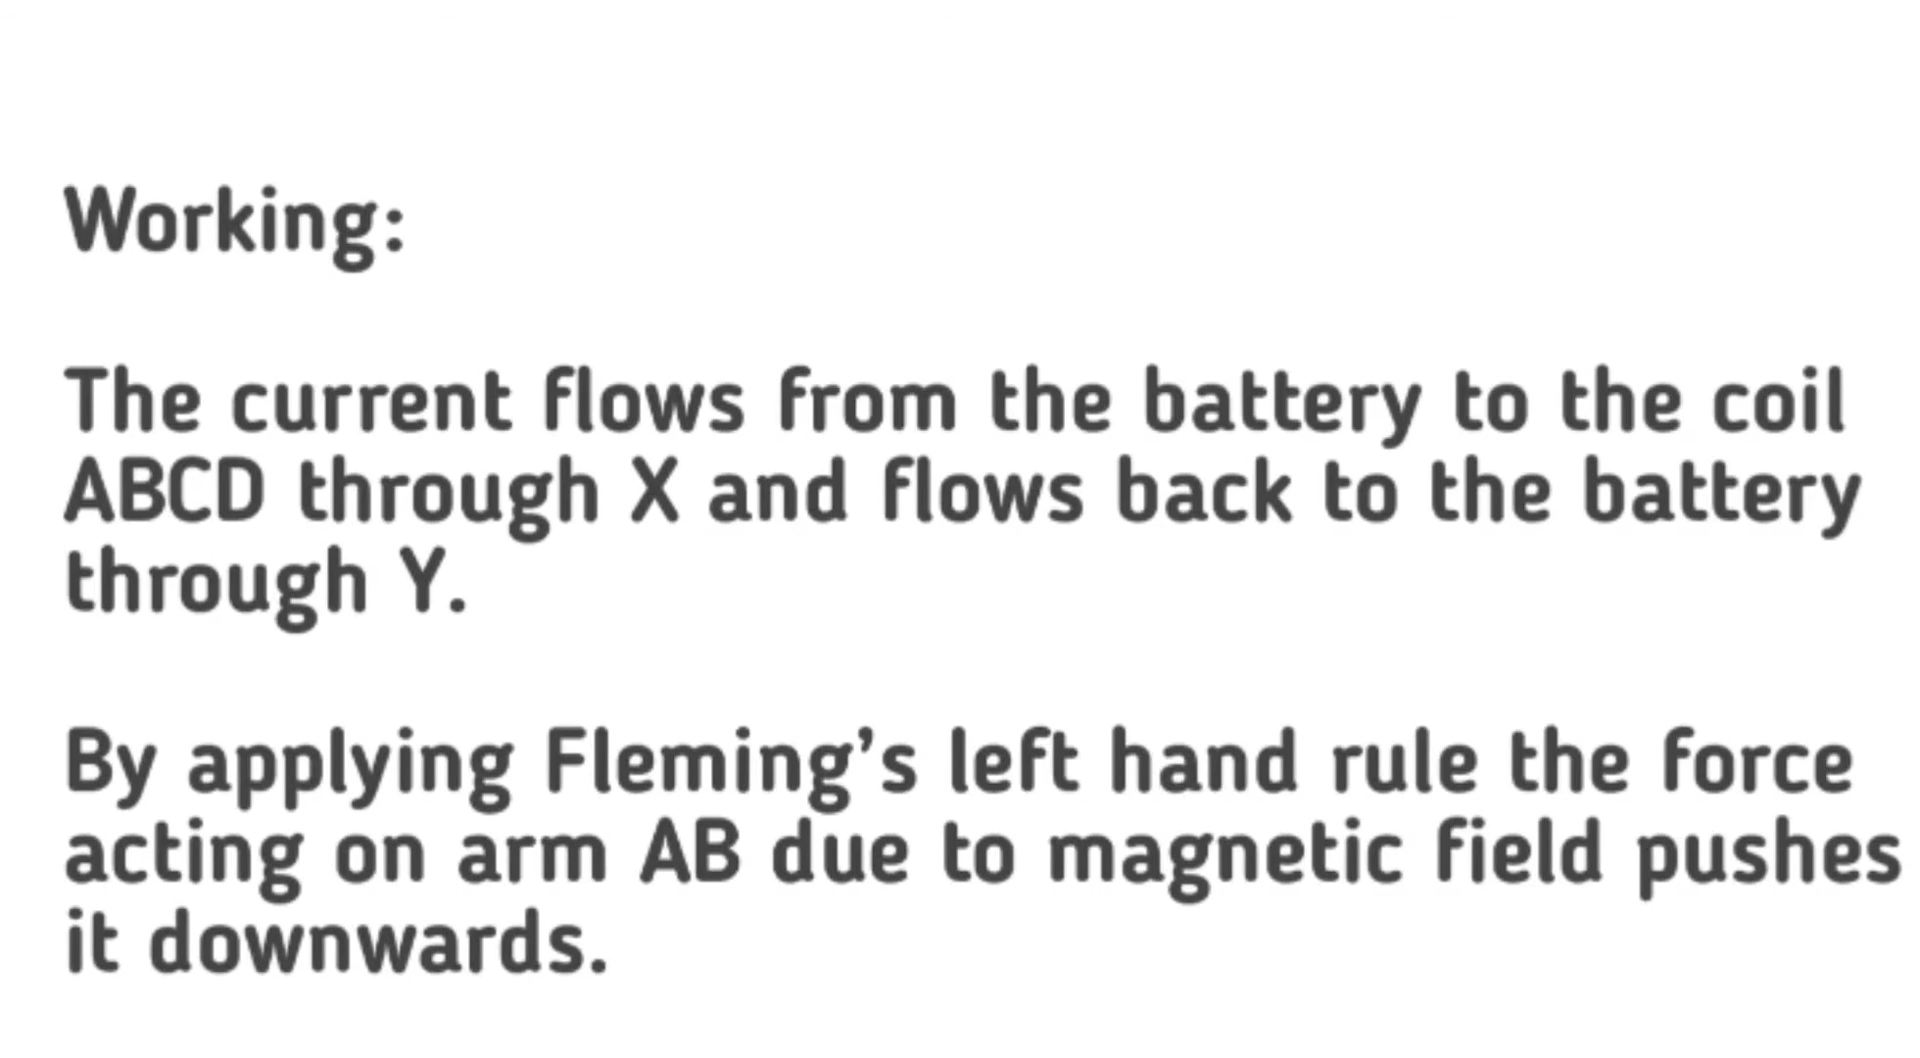 Working:
The current flows from the battery to the coil
ABCD through X and flows back to the battery
through Y.
By applying Fleming’s left hand rule the force
acting on arm AB due to magnetic field pushes
it downwards.